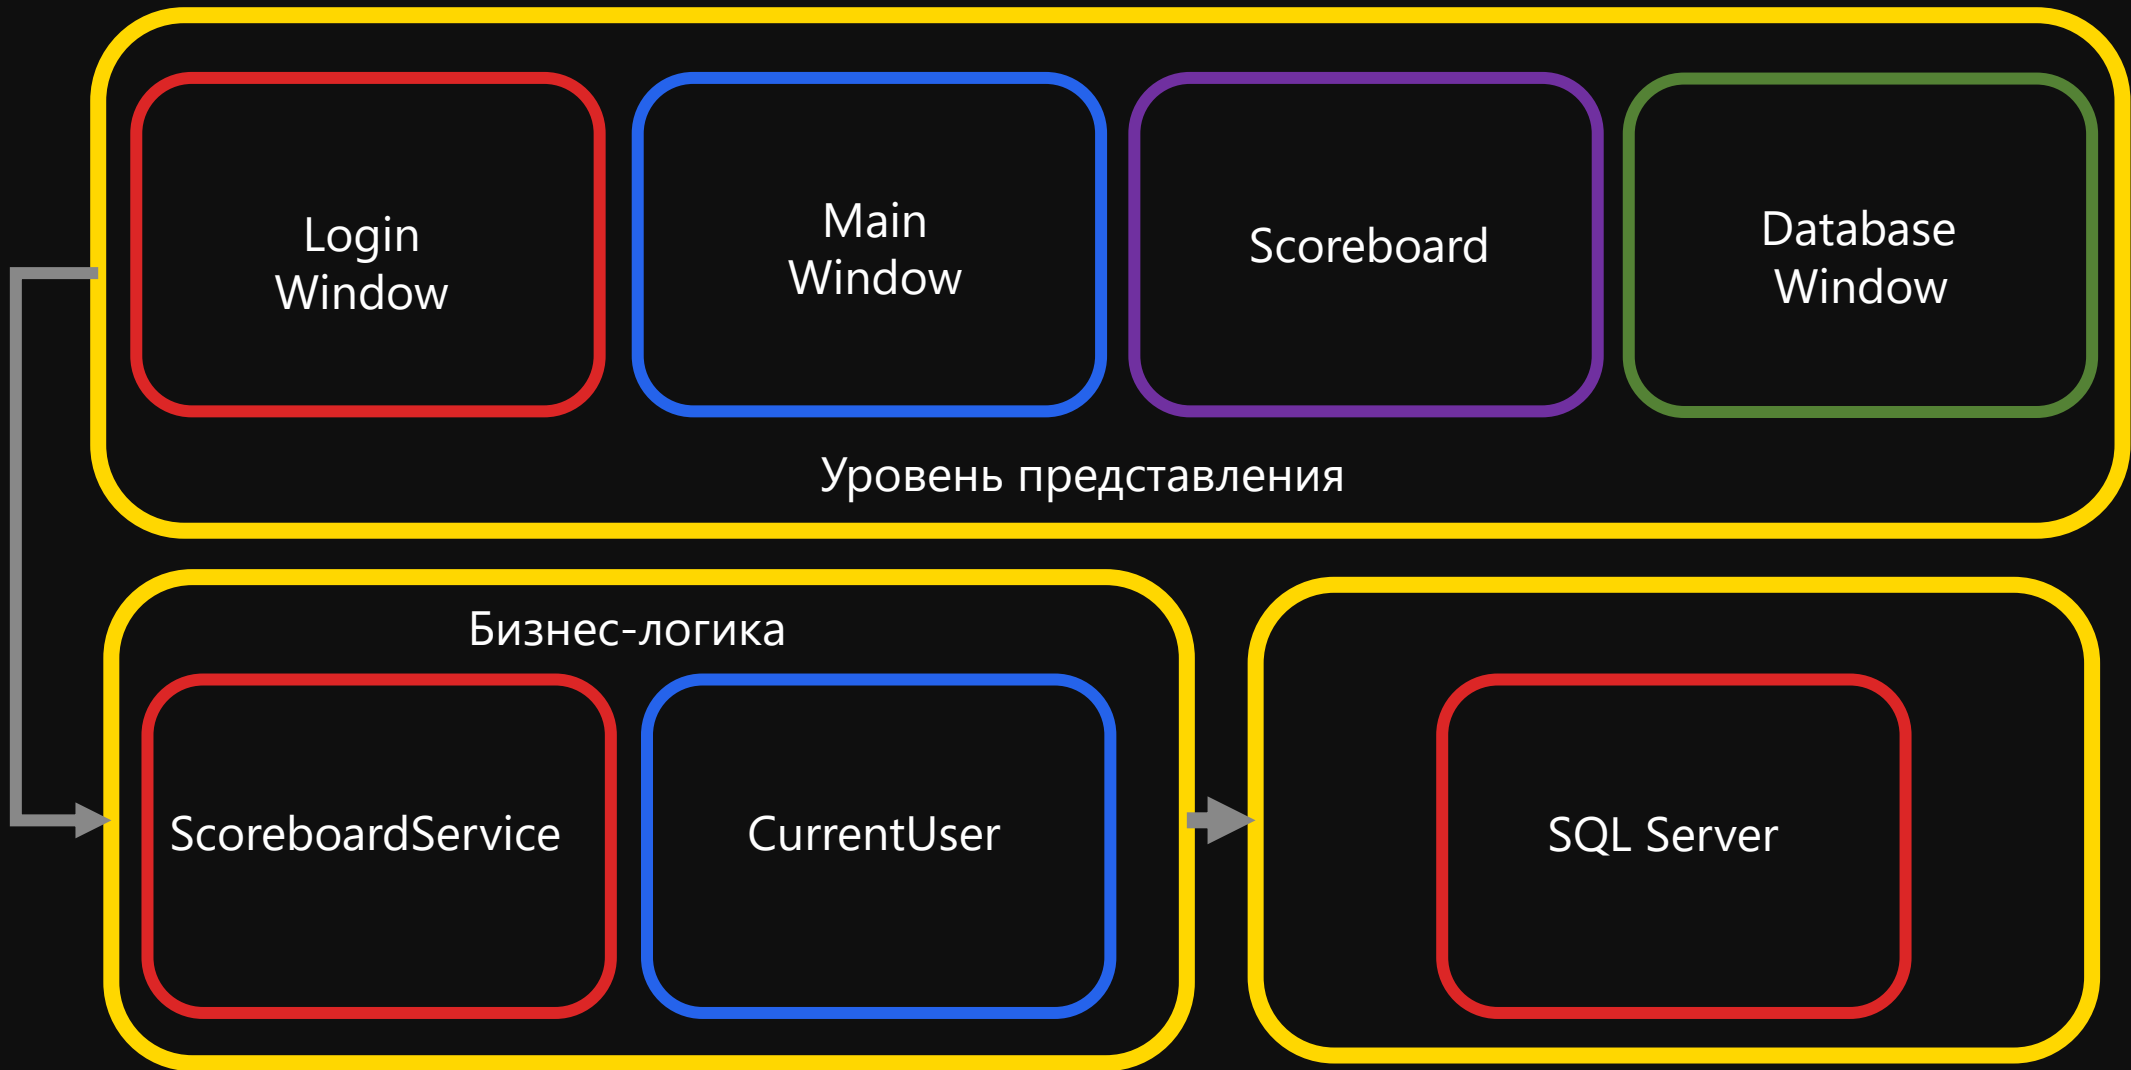 Login
Window
Main
Window
Scoreboard
Database
Window
Уровень представления
Бизнес-логика
ScoreboardService
CurrentUser
SQL Server